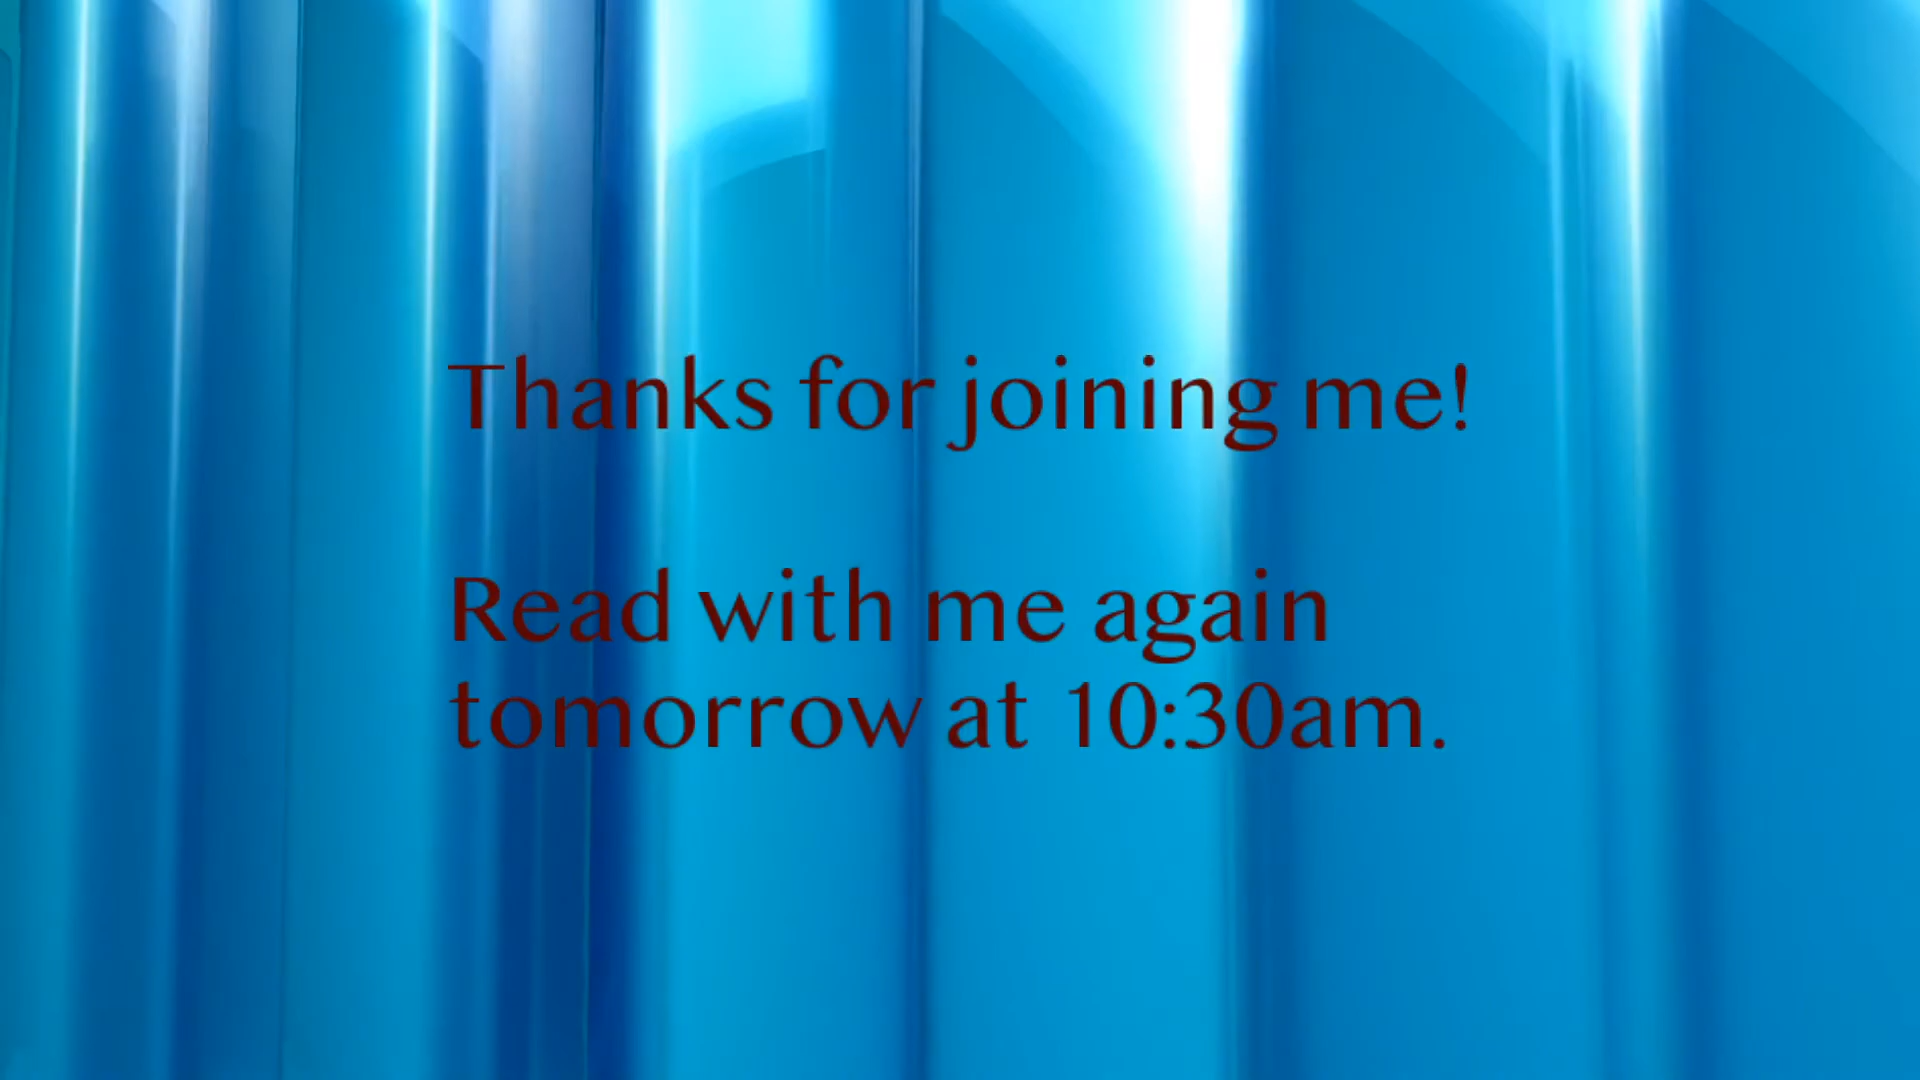 Thanks for joining me!
Read with me again
tomorrow at 10:30am.